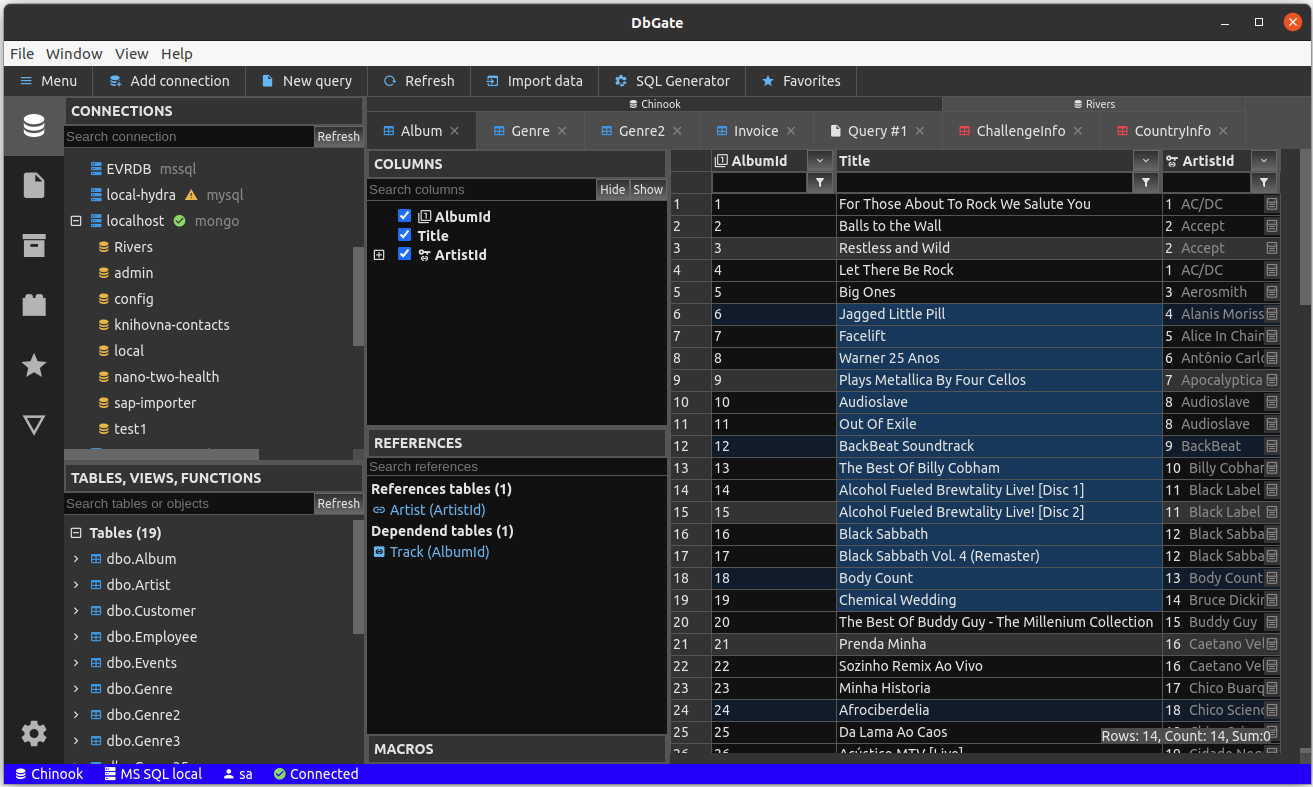 DbGate
File Window View Help
Menu Add connection New query Refresh Import data SQL Generator Favorites
CONNECTIONS
Search connection Refresh
EVRDB mssql
local-hydra mysql
localhost mongo
Rivers
admin
config
knihovna-contacts
local
nano-two-health
sap-importer
test1
TABLES, VIEWS, FUNCTIONS
Search tables or objects Refresh
Tables (19)
dbo.Album
dbo.Artist
dbo.Customer
dbo.Employee
dbo.Events
dbo.Genre
dbo.Genre2
dbo.Genre3
Chinook Rivers
Album Genre Genre2 Invoice Query #1 ChallengeInfo CountryInfo
COLUMNS
Search columns Hide Show
AlbumId
Title
ArtistId
REFERENCES
Search references
References tables (1)
Artist (ArtistId)
Dependend tables (1)
Track (AlbumId)
MACROS
AlbumId Title ArtistId
1 1 For Those About To Rock We Salute You 1 AC/DC
2 2 Balls to the Wall 2 Accept
3 3 Restless and Wild 2 Accept
4 4 Let There Be Rock 1 AC/DC
5 5 Big Ones 3 Aerosmith
6 6 Jagged Little Pill 4 Alanis Moriss
7 7 Facelift 5 Alice In Chain
8 8 Warner 25 Anos 6 Antônio Carlo
9 9 Plays Metallica By Four Cellos 7 Apocalyptica
10 10 Audioslave 8 Audioslave
11 11 Out Of Exile 8 Audioslave
12 12 BackBeat Soundtrack 9 BackBeat
13 13 The Best Of Billy Cobham 10 Billy Cobham
14 14 Alcohol Fueled Brewtality Live! [Disc 1] 11 Black Label
15 15 Alcohol Fueled Brewtality Live! [Disc 2] 11 Black Label
16 16 Black Sabbath 12 Black Sabba
17 17 Black Sabbath Vol. 4 (Remaster) 12 Black Sabba
18 18 Body Count 13 Body Count
19 19 Chemical Wedding 14 Bruce Dickin
20 20 The Best Of Buddy Guy - The Millenium Collection 15 Buddy Guy
21 21 Prenda Minha 16 Caetano Vel
22 22 Sozinho Remix Ao Vivo 16 Caetano Vel
23 23 Minha Historia 17 Chico Buarq
24 24 Afrociberdelia 18 Chico Scienc
25 25 Da Lama Ao Caos
Rows: 14, Count: 14, Sum:0
26 26 Acústico MTV [Live]
Chinook MS SQL local sa Connected